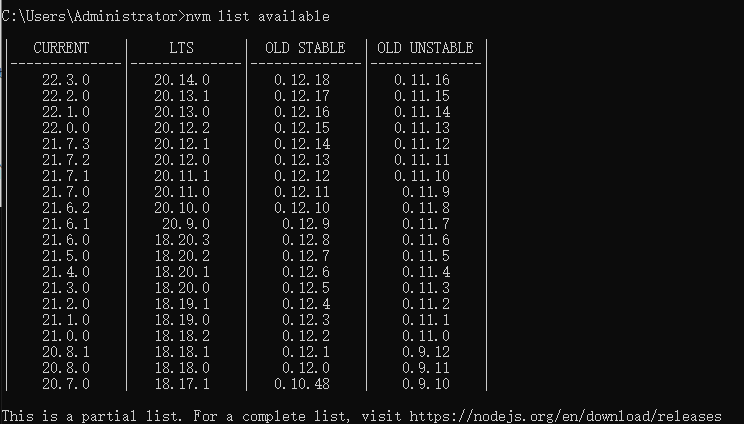 C:\Users\Administrator>nvm list available
| CURRENT | LTS | OLD STABLE | OLD UNSTABLE |
|--------------|--------------|--------------|--------------|
| 22.3.0 | 20.14.0 | 0.12.18 | 0.11.16 |
| 22.2.0 | 20.13.1 | 0.12.17 | 0.11.15 |
| 22.1.0 | 20.13.0 | 0.12.16 | 0.11.14 |
| 22.0.0 | 20.12.2 | 0.12.15 | 0.11.13 |
| 21.7.3 | 20.12.1 | 0.12.14 | 0.11.12 |
| 21.7.2 | 20.12.0 | 0.12.13 | 0.11.11 |
| 21.7.1 | 20.11.1 | 0.12.12 | 0.11.10 |
| 21.7.0 | 20.11.0 | 0.12.11 | 0.11.9 |
| 21.6.2 | 20.10.0 | 0.12.10 | 0.11.8 |
| 21.6.1 | 20.9.0 | 0.12.9 | 0.11.7 |
| 21.6.0 | 18.20.3 | 0.12.8 | 0.11.6 |
| 21.5.0 | 18.20.2 | 0.12.7 | 0.11.5 |
| 21.4.0 | 18.20.1 | 0.12.6 | 0.11.4 |
| 21.3.0 | 18.20.0 | 0.12.5 | 0.11.3 |
| 21.2.0 | 18.19.1 | 0.12.4 | 0.11.2 |
| 21.1.0 | 18.19.0 | 0.12.3 | 0.11.1 |
| 21.0.0 | 18.18.2 | 0.12.2 | 0.11.0 |
| 20.8.1 | 18.18.1 | 0.12.1 | 0.9.12 |
| 20.8.0 | 18.18.0 | 0.12.0 | 0.9.11 |
| 20.7.0 | 18.17.1 | 0.10.48 | 0.9.10 |
This is a partial list. For a complete list, visit https://nodejs.org/en/download/releases